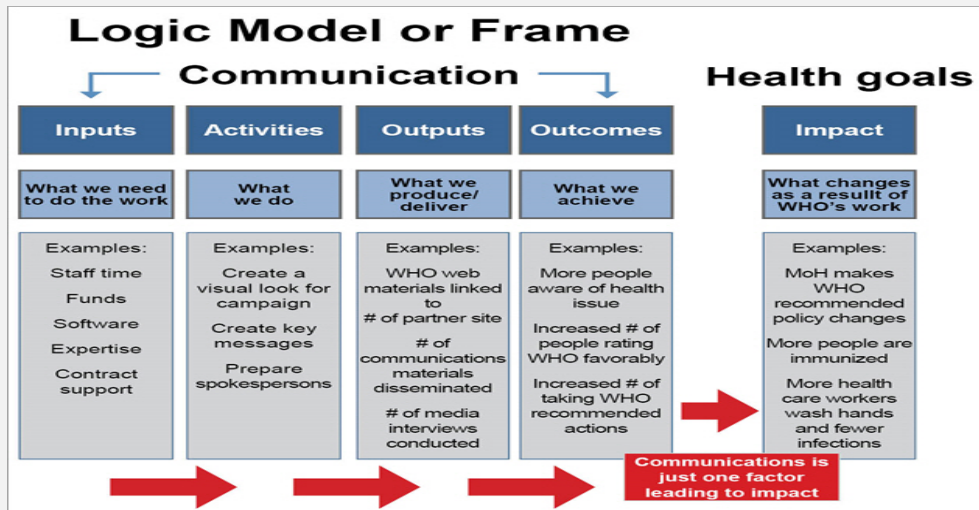 Logic Model or Frame
Communication
Health goals
Inputs
What we need
to do the work
Examples:
Staff time
Funds
Software
Expertise
Contract
support
Activities
What
we do
Examples:
Create a
visual look for
campaign
Create key
messages
Prepare
spokespersons
Outputs
What we
produce/
deliver
Examples:
WHO web
materials linked
to
# of partner site
# of
communications
materials
disseminated
# of media
interviews
conducted
Outcomes
What we
achieve
Examples:
More people
aware of health
issue
Increased # of
people rating
WHO favorably
Increased # of
taking WHO
recommended
actions
Impact
What changes
as a resullt of
WHO's work
Examples:
MoH makes
WHO
recommended
policy changes
More people are
immunized
More health
care workers
wash hands
and fewer
infections
Communications is
just one factor
leading to impact